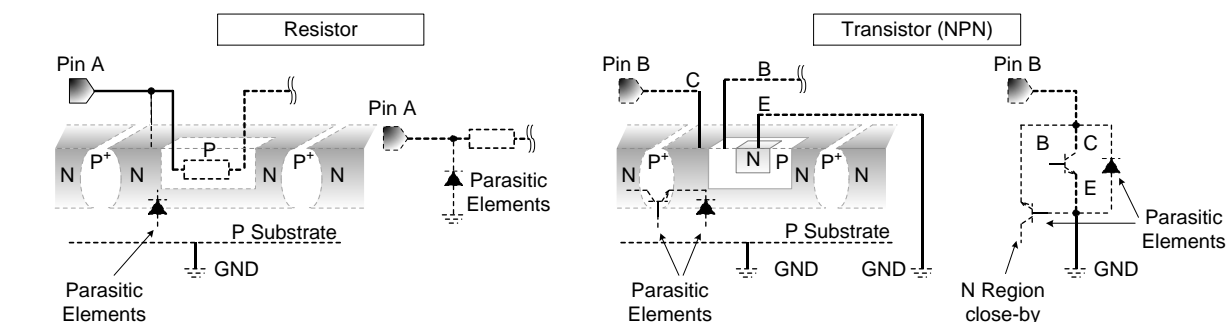 Resistor
Pin A
Pin A
P
N
P+
N
N
P+
N
Parasitic
Elements
P Substrate
GND
Parasitic
Elements
Transistor (NPN)
Pin B
C
B
E
N
P+
N
N
P
P+
N
N
P Substrate
GND
GND
Parasitic
Elements
Pin B
B
C
E
Parasitic
Elements
GND
N Region
close-by